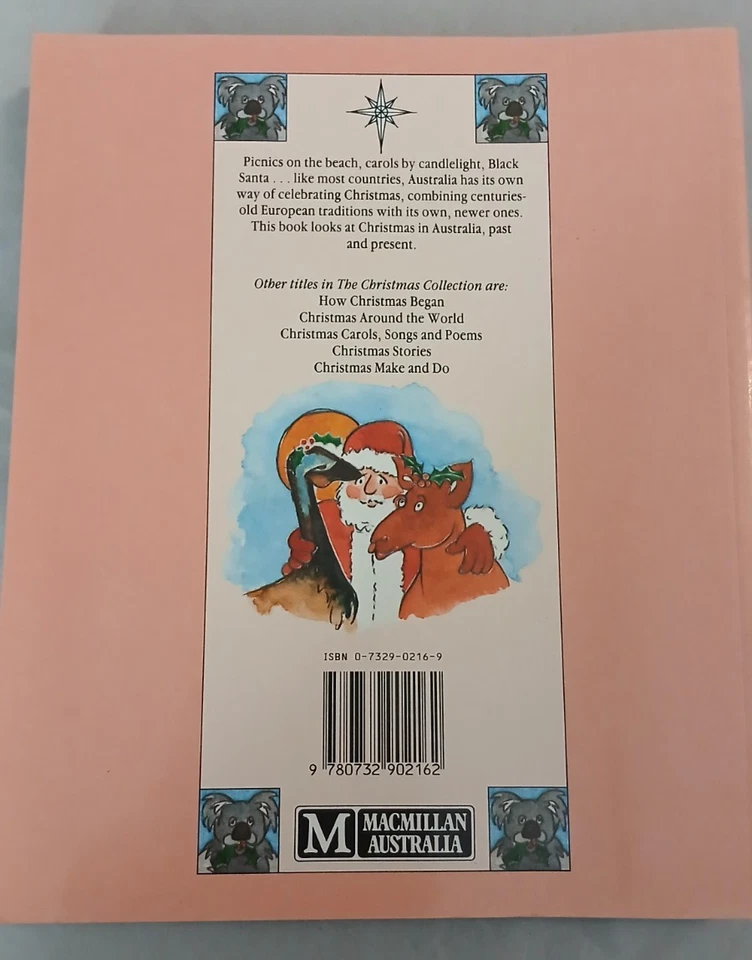 Picnics on the beach, carols by candlelight, Black
Santa . . . like most countries, Australia has its own
way of celebrating Christmas, combining centuries-
old European traditions with its own, newer ones.
This book looks at Christmas in Australia, past
and present.
Other titles in The Christmas Collection are:
How Christmas Began
Christmas Around the World
Christmas Carols, Songs and Poems
Christmas Stories
Christmas Make and Do
ISBN 0-7329-0216-9
9 780732 902162
M MACMILLAN
AUSTRALIA